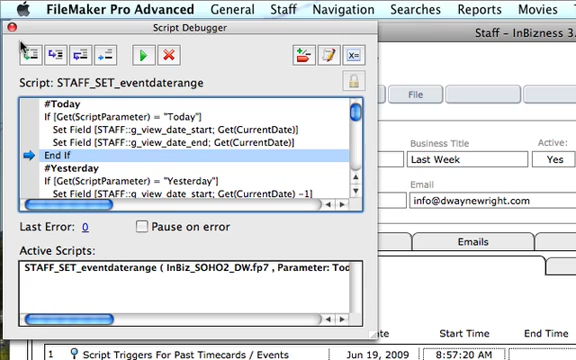 FileMaker Pro Advanced General Staff Navigation Searches Reports Movies
Script Debugger
Staff – InBizness 3.
Script: STAFF_SET_eventdaterange
File
#Today
If [Get(ScriptParameter) = "Today"]
Set Field [STAFF::g_view_date_start; Get(CurrentDate)]
Set Field [STAFF::g_view_date_end; Get(CurrentDate)]
End If
#Yesterday
If [Get(ScriptParameter) = "Yesterday"]
Set Field [STAFF::g_view_date_start; Get(CurrentDate) -1]
Business Title
Active:
Last Week
Yes
Email
info@dwaynewright.com
Last Error: 0
Pause on error
Emails
Active Scripts:
STAFF_SET_eventdaterange ( InBiz_SOHO2_DW.fp7 , Parameter: Tod
Date
Start Time
End Time
1 Script Triggers For Past Timecards / Events
Jun 19, 2009
8:57:20 AM